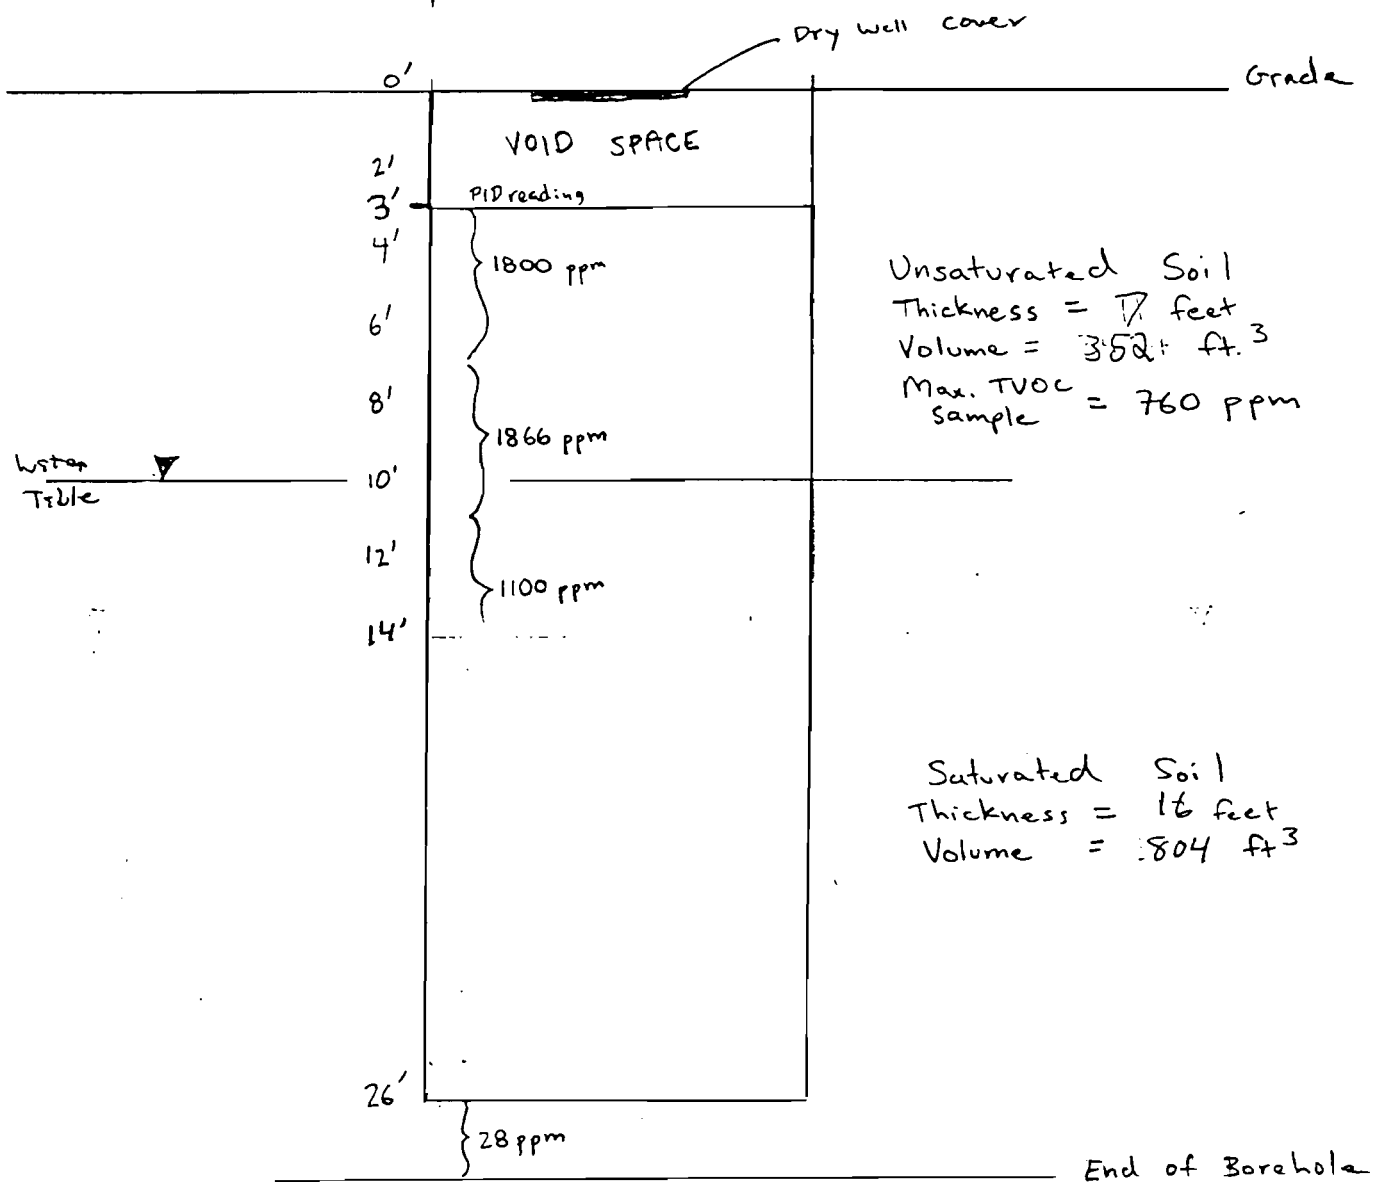 Dry well cover
0'
Grade
VOID SPACE
2'
PID reading
3'
4'
1800 ppm
Unsaturated Soil
Thickness = feet
6'
Volume = 352 ft.3
Max. TVOC
Sample = 760 ppm
8'
1866 ppm
Water
Table
10'
12'
1100 ppm
14'
Saturated Soil
Thickness = 16 feet
Volume = 804 ft3
26'
28 ppm
End of Borehole